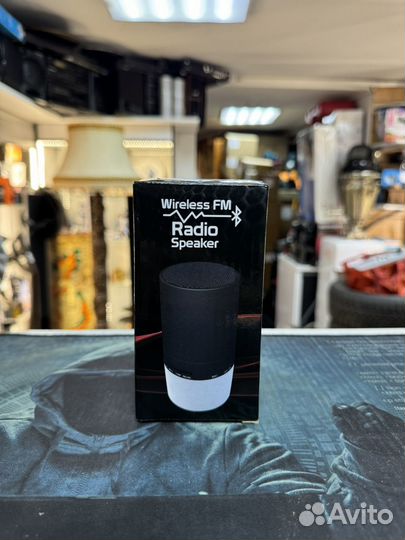 Wireless FM
Radio
Speaker
Avito